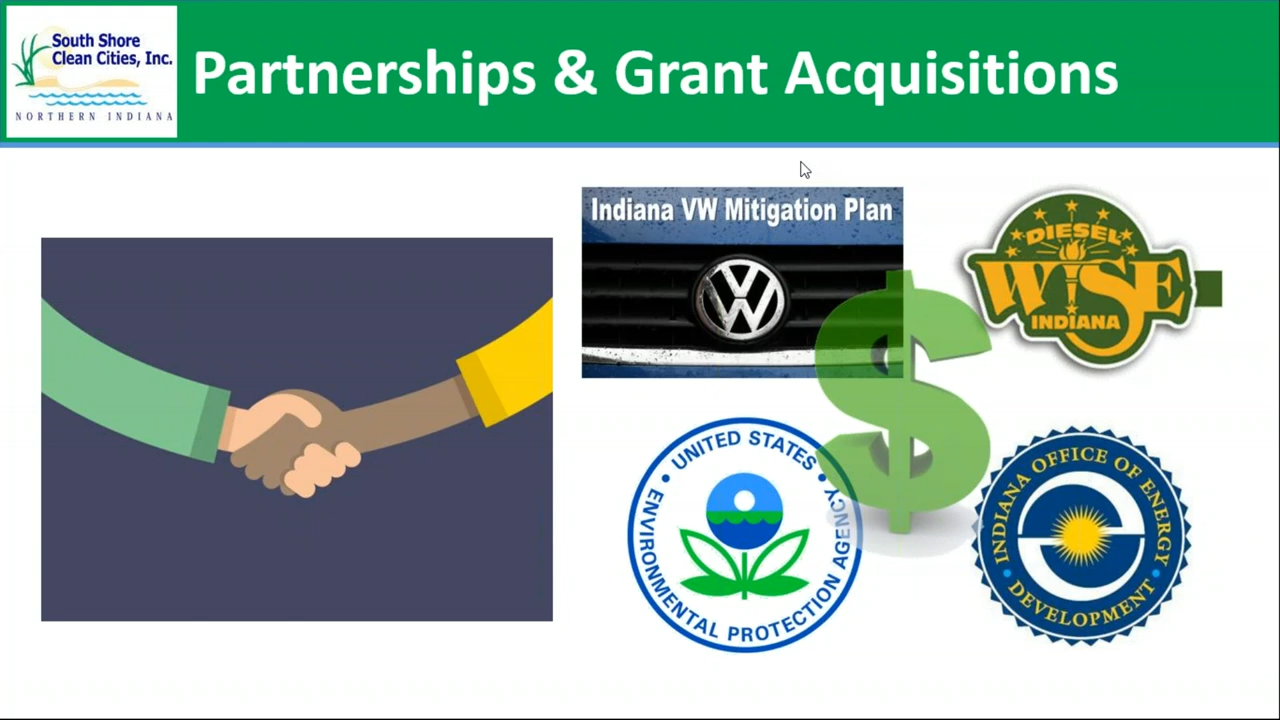 South Shore
Clean Cities, Inc.
NORTHERN INDIANA
Partnerships & Grant Acquisitions
Indiana VW Mitigation Plan
VW
DIESEL
WISE
INDIANA
$
UNITED STATES
ENVIRONMENTAL PROTECTION AGENCY
INDIANA OFFICE OF ENERGY
DEVELOPMENT